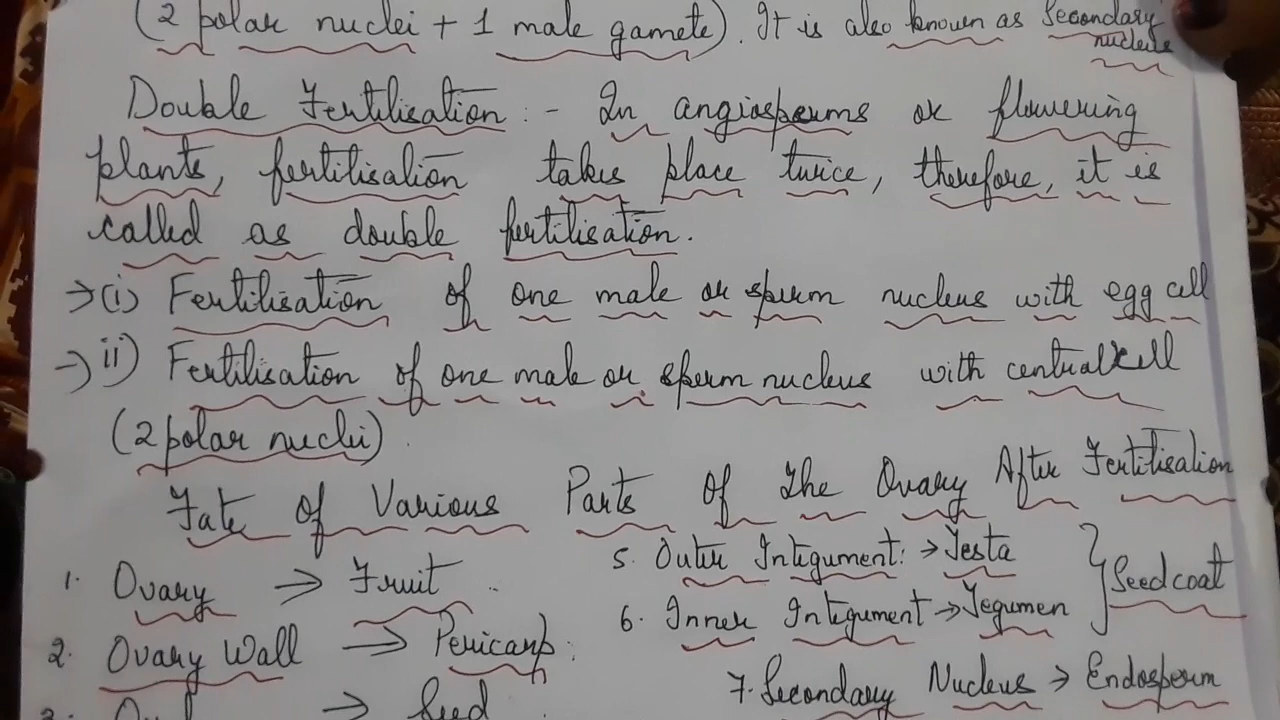 (2 polar nuclei + 1 male gamete). It is also known as Secondary
nucleus
Double Fertilisation :- In angiosperms or flowering
plants, fertilisation takes place twice, therefore, it is
called as double fertilisation.
→(i) Fertilisation of one male or sperm nucleus with egg cell
→ii) Fertilisation of one male or sperm nucleus with central cell
(2 polar nuclei).
Fate of Various Parts of The Ovary After Fertilisation
1. Ovary → Fruit
2. Ovary Wall → Pericarp.
→ Seed
5. Outer Integument: → Testa
6. Inner Integument → Tegumen
} Seed coat
7. Secondary Nucleus → Endosperm